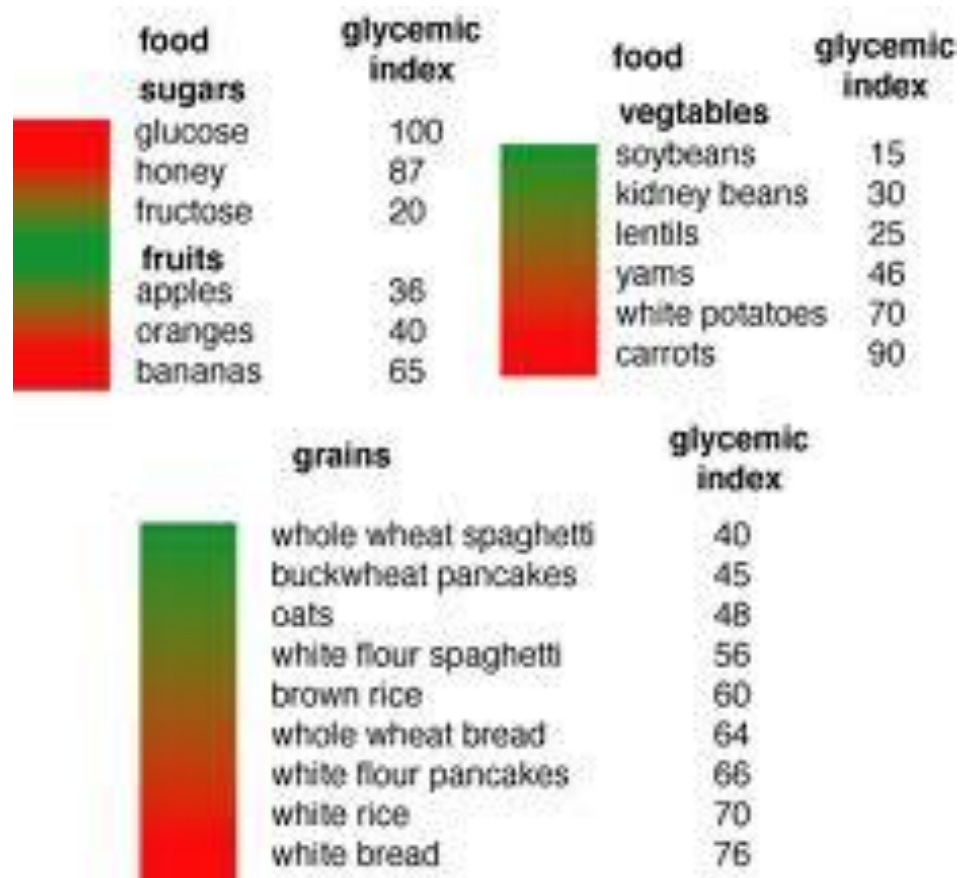 food glycemic index
sugars
glucose 100
honey 87
fructose 20
fruits
apples 36
oranges 40
bananas 65
food glycemic index
vegtables
soybeans 15
kidney beans 30
lentils 25
yams 46
white potatoes 70
carrots 90
grains glycemic index
whole wheat spaghetti 40
buckwheat pancakes 45
oats 48
white flour spaghetti 56
brown rice 60
whole wheat bread 64
white flour pancakes 66
white rice 70
white bread 76